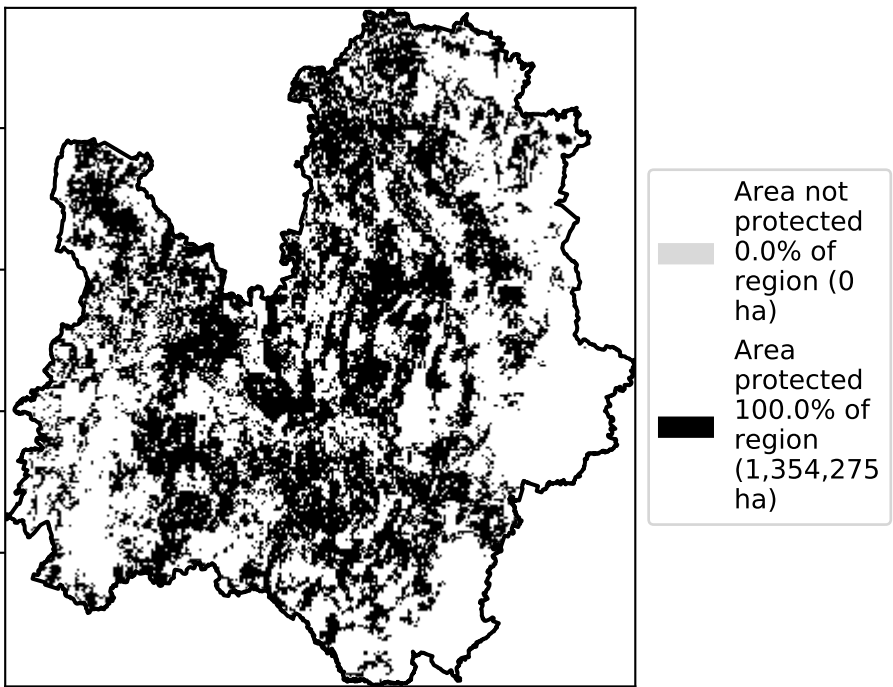 Area not
protected
0.0% of
region (0
ha)
Area
protected
100.0% of
region
(1,354,275
ha)